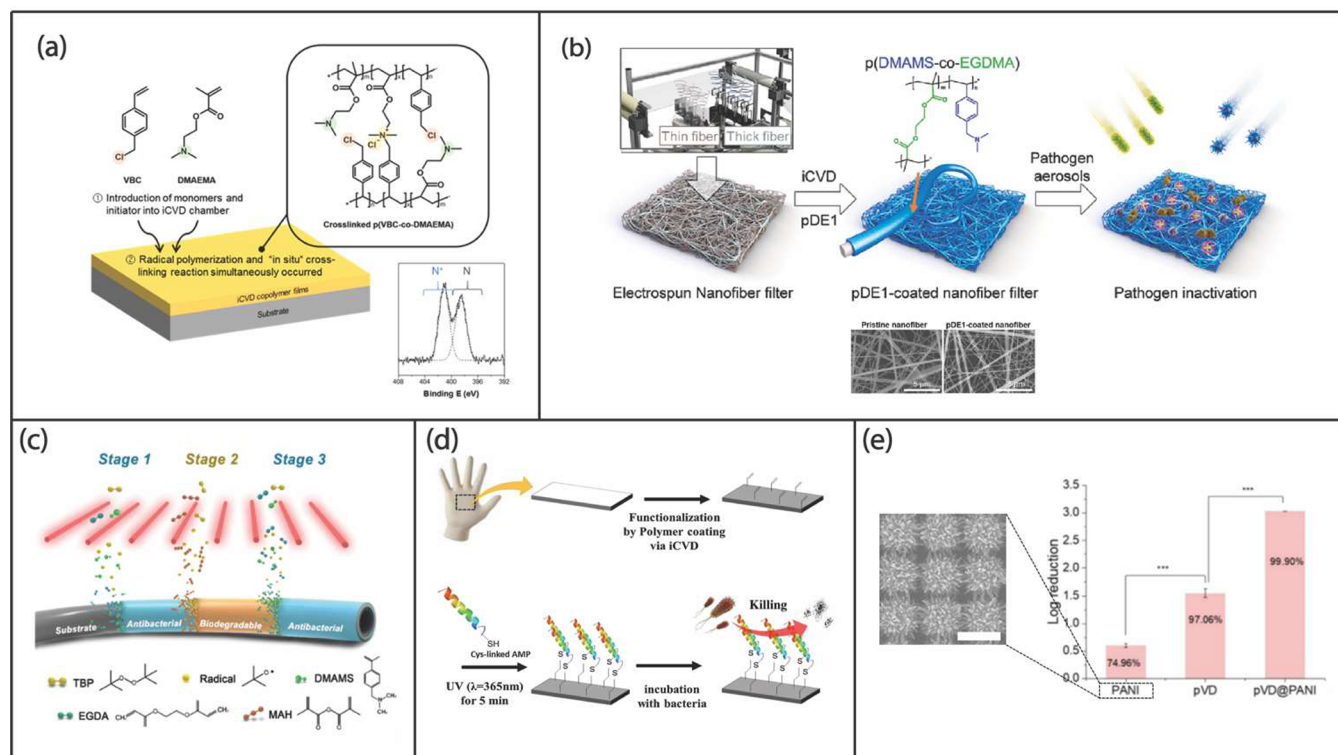 (a)
VBC
DMAEMA
Cl
N
① Introduction of monomers and
initiator into iCVD chamber
② Radical polymerization and "in situ" cross-
linking reaction simultaneously occurred
iCVD copolymer films
Substrate
Crosslinked p(VBC-co-DMAEMA)
N⁺ N
408 404 400 396 392
Binding E (eV)
(b)
p(DMAMS-co-EGDMA)
Thin fiber
Thick fiber
iCVD
pDE1
Pathogen
aerosols
Electrospun Nanofiber filter
pDE1-coated nanofiber filter
Pathogen inactivation
Pristine nanofiber
pDE1-coated nanofiber
5 μm
5 μm
(c)
Stage 1
Stage 2
Stage 3
Substrate
Antibacterial
Biodegradable
Antibacterial
TBP
Radical
DMAMS
EGDA
MAH
(d)
Functionalization
by Polymer coating
via iCVD
SH
Cys-linked AMP
UV (λ=365nm)
for 5 min
S S S
incubation
with bacteria
Killing
S S S
(e)
Log reduction
3.5
3.0
2.5
2.0
1.5
1.0
0.5
0.0
***
***
74.96%
97.06%
99.90%
PANI
pVD
pVD@PANI